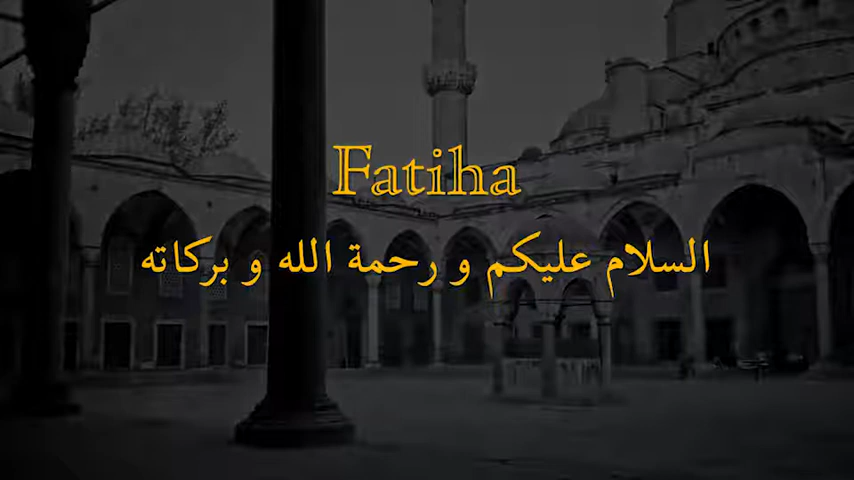 Fatiha
السلام عليكم و رحمة الله و بركاته